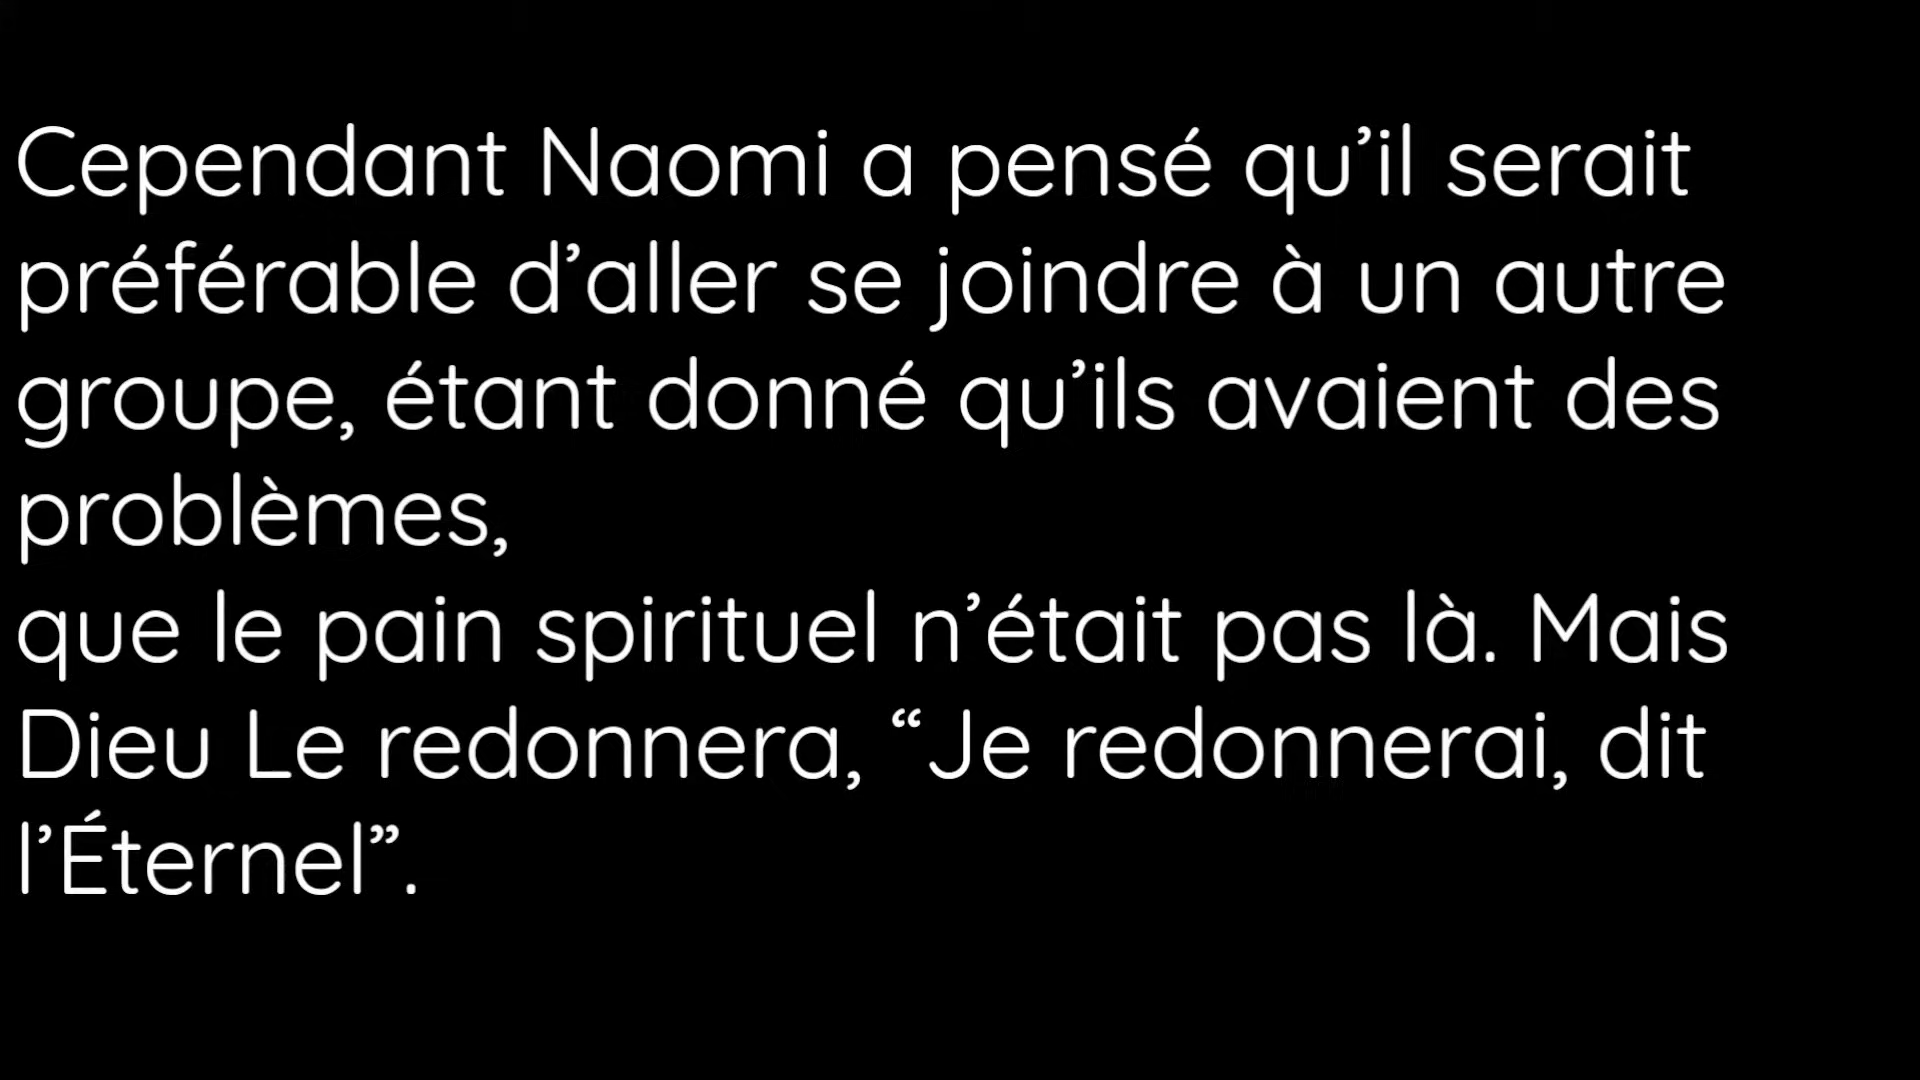 Cependant Naomi a pensé qu’il serait
préférable d’aller se joindre à un autre
groupe, étant donné qu’ils avaient des
problèmes,
que le pain spirituel n’était pas là. Mais
Dieu Le redonnera, “Je redonnerai, dit
l’Éternel”.